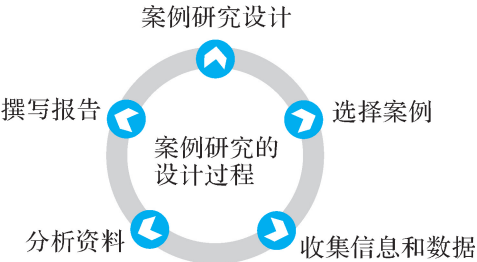 案例研究设计
撰写报告
选择案例
案例研究的
设计过程
分析资料
收集信息和数据